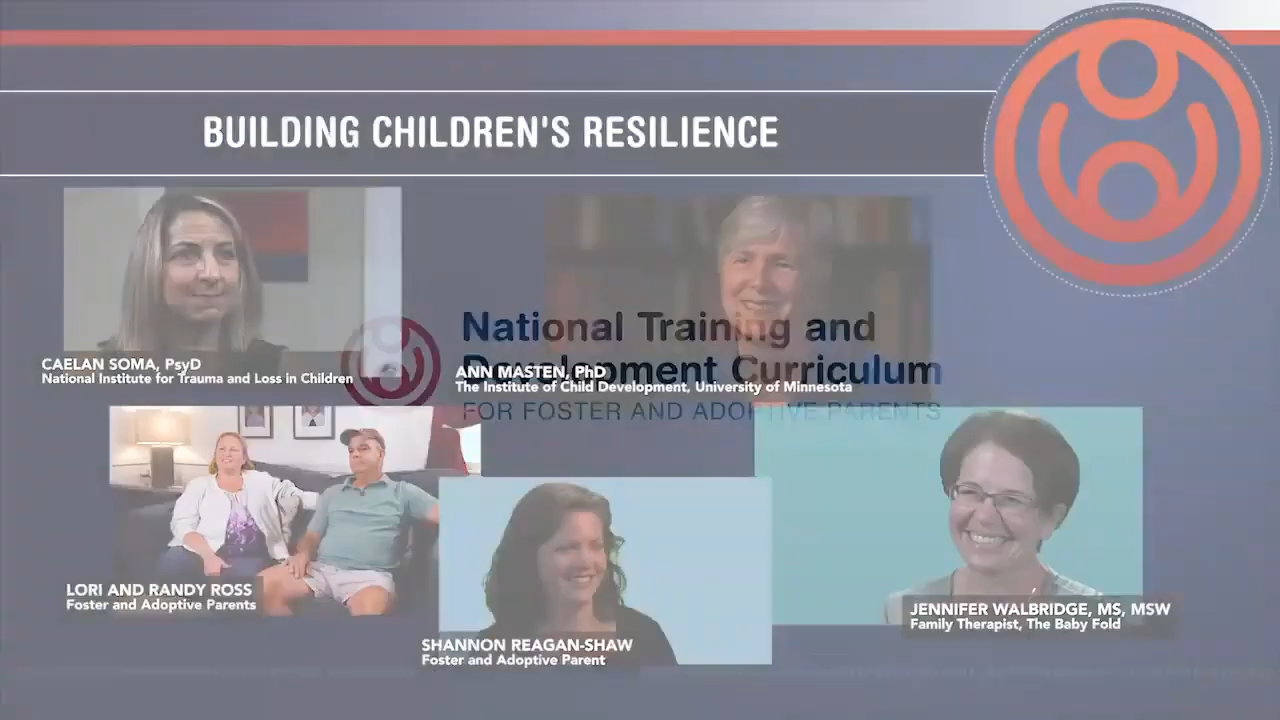 BUILDING CHILDREN'S RESILIENCE
National Training and
Development Curriculum
FOR FOSTER AND ADOPTIVE PARENTS
CAELAN SOMA, PsyD
National Institute for Trauma and Loss in Children
ANN MASTEN, PhD
The Institute of Child Development, University of Minnesota
LORI AND RANDY ROSS
Foster and Adoptive Parents
SHANNON REAGAN-SHAW
Foster and Adoptive Parent
JENNIFER WALBRIDGE, MS, MSW
Family Therapist, The Baby Fold